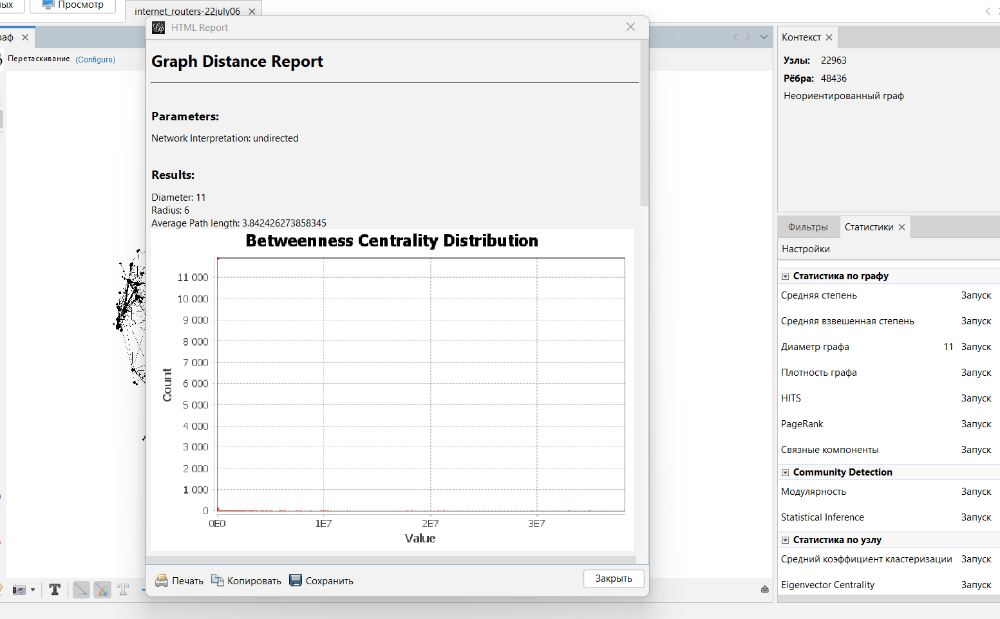 ых
Просмотр
internet_routers-22july06
раф
HTML Report
Контекст
Перетаскивание (Configure)
Graph Distance Report
Узлы: 22963
Рёбра: 48436
Неориентированный граф
Parameters:
Network Interpretation: undirected
Results:
Diameter: 11
Radius: 6
Average Path length: 3.842426273858345
Betweenness Centrality Distribution
11 000
10 000
9 000
8 000
7 000
6 000
5 000
4 000
3 000
2 000
1 000
0
Count
0E0 1E7 2E7 3E7
Value
Печать Копировать Сохранить Закрыть
Фильтры Статистики
Настройки
Статистика по графу
Средняя степень Запуск
Средняя взвешенная степень Запуск
Диаметр графа 11 Запуск
Плотность графа Запуск
HITS Запуск
PageRank Запуск
Связные компоненты Запуск
Community Detection
Модулярность Запуск
Statistical Inference Запуск
Статистика по узлу
Средний коэффициент кластеризации Запуск
Eigenvector Centrality Запуск